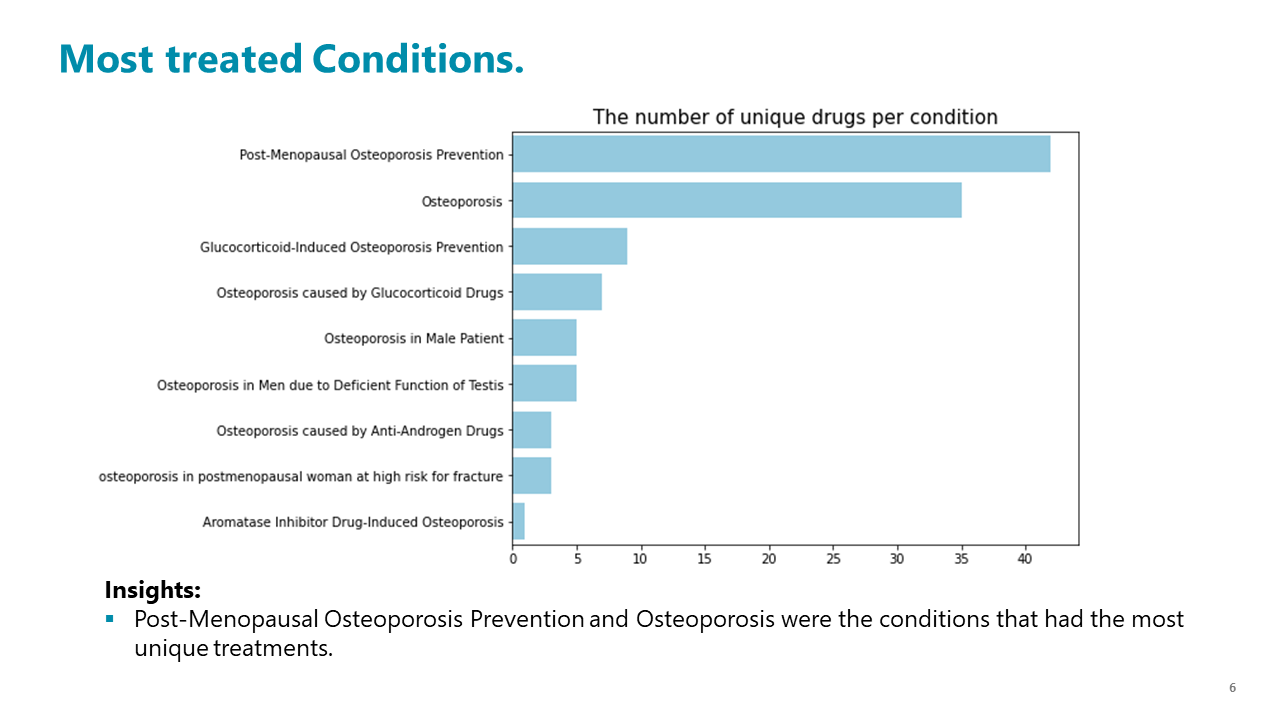 Most treated Conditions.
The number of unique drugs per condition
Post-Menopausal Osteoporosis Prevention
Osteoporosis
Glucocorticoid-Induced Osteoporosis Prevention
Osteoporosis caused by Glucocorticoid Drugs
Osteoporosis in Male Patient
Osteoporosis in Men due to Deficient Function of Testis
Osteoporosis caused by Anti-Androgen Drugs
osteoporosis in postmenopausal woman at high risk for fracture
Aromatase Inhibitor Drug-Induced Osteoporosis
0 5 10 15 20 25 30 35 40
Insights:
▪ Post-Menopausal Osteoporosis Prevention and Osteoporosis were the conditions that had the most
unique treatments.
6